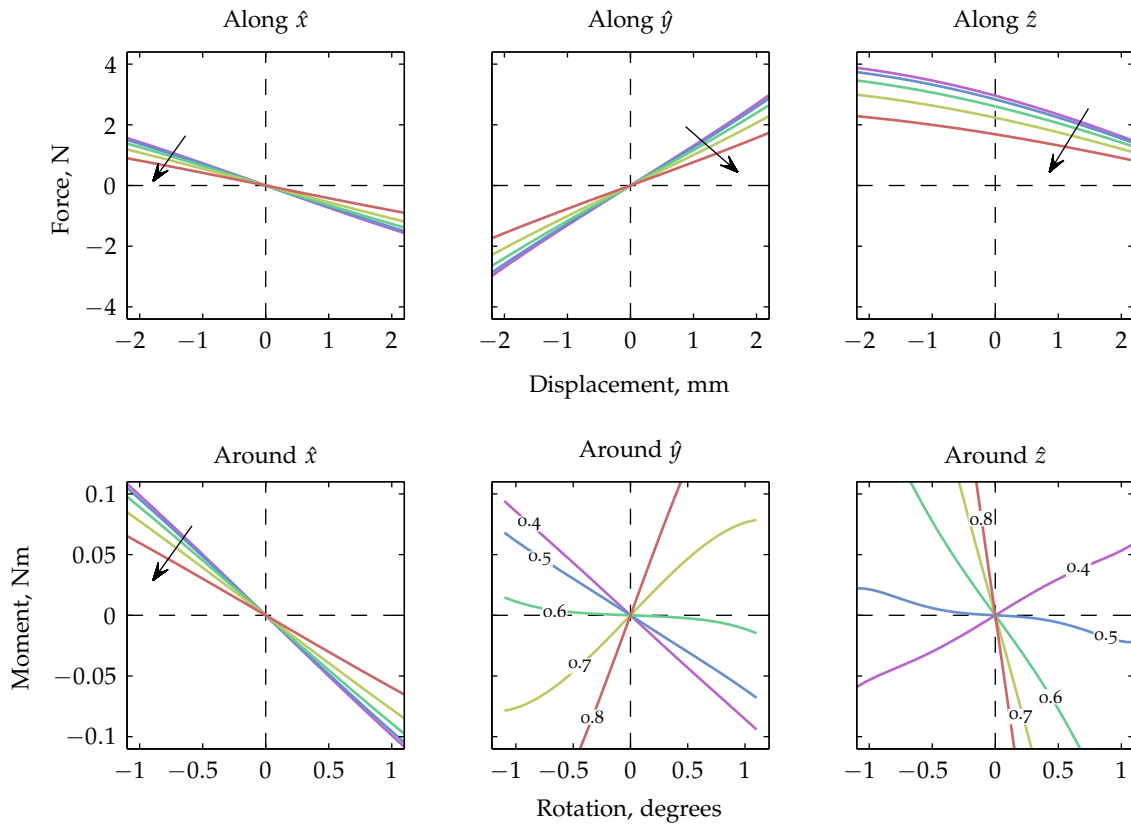 Along x̂
Along ŷ
Along ẑ
Force, N
4
2
0
−2
−4
−2 −1 0 1 2
−2 −1 0 1 2
−2 −1 0 1 2
Displacement, mm
Around x̂
Around ŷ
Around ẑ
Moment, Nm
0.1
0.05
0
−0.05
−0.1
0.4
0.5
0.6
0.7
0.8
0.8
0.4
0.5
0.6
0.7
−1 −0.5 0 0.5 1
−1 −0.5 0 0.5 1
−1 −0.5 0 0.5 1
Rotation, degrees